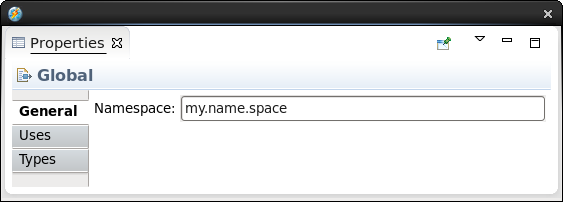 Properties
Global
General
Namespace: my.name.space
Uses
Types